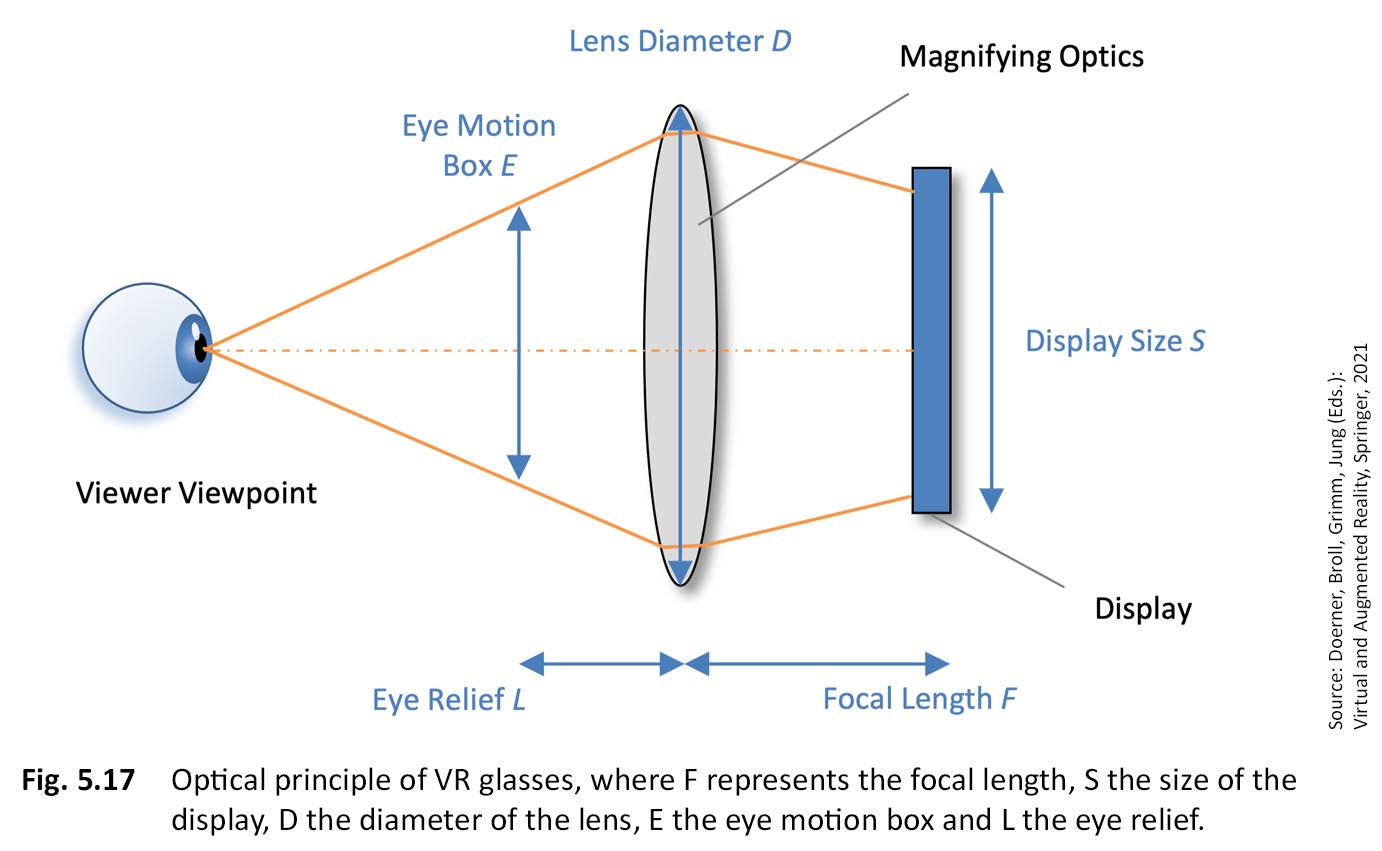 Lens Diameter D
Magnifying Optics
Eye Motion
Box E
Display Size S
Viewer Viewpoint
Display
Eye Relief L
Focal Length F
Source: Doerner, Broll, Grimm, Jung (Eds.):
Virtual and Augmented Reality, Springer, 2021
Fig. 5.17 Optical principle of VR glasses, where F represents the focal length, S the size of the
display, D the diameter of the lens, E the eye motion box and L the eye relief.